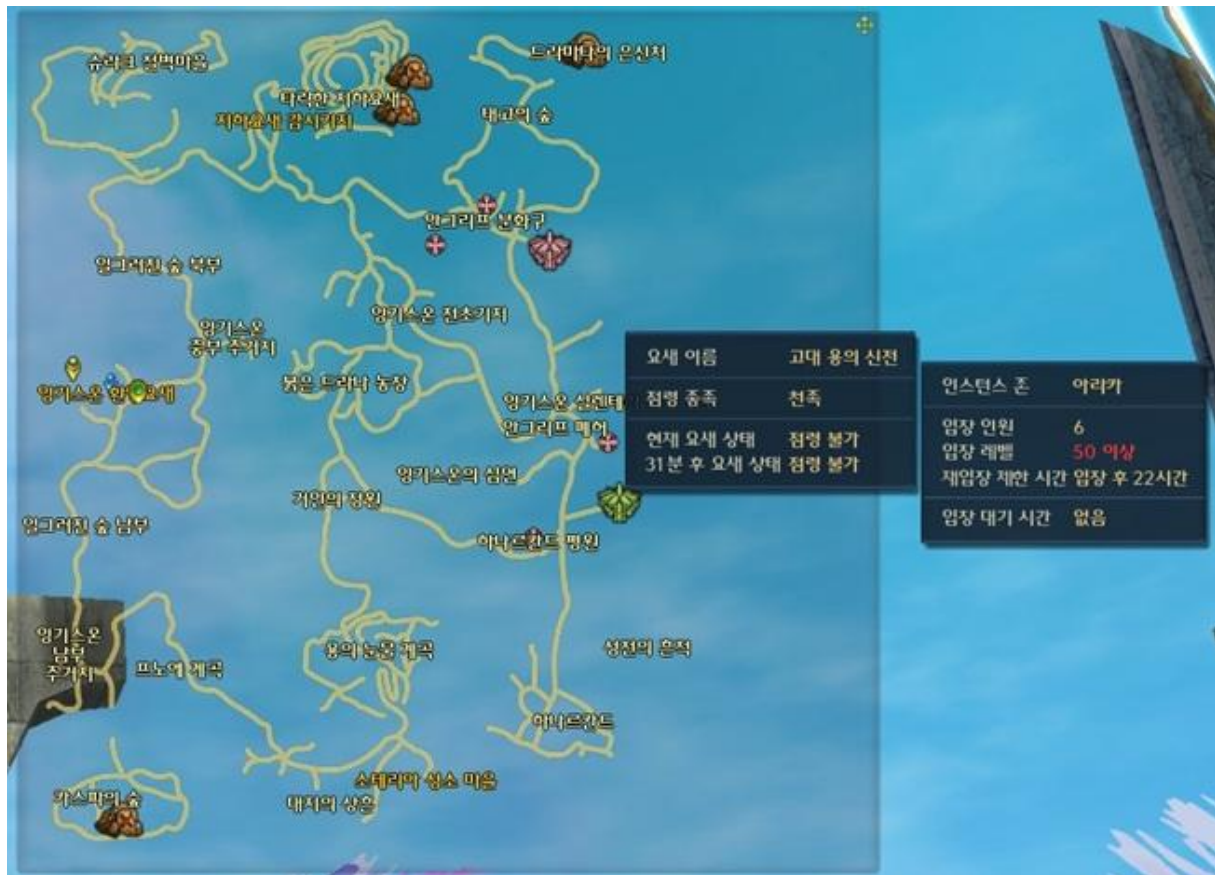 슈라크 절벽마을
드라마타의 은신처
타락한 지하요새
지하요새 감시기지
태고의 숲
안그리프 분화구
일그러진 숲 북부
잉기스온 전초기지
잉기스온
중부 주거지
붉은 드라나 농장
잉기스온 환영요새
잉기스온 실렌테
안그리프 폐허
잉기스온의 심연
거인의 정원
일그러진 숲 남부
하나르칸드 평원
잉기스온
남부
주거지
프노에 계곡
용의 눈물 계곡
성전의 흔적
하나르칸드
소테리아 성소 마을
대지의 상흔
카스파의 숲
요새 이름 고대 용의 신전
점령 종족 천족
현재 요새 상태 점령 불가
31분 후 요새 상태 점령 불가
인스턴스 존 아라카
입장 인원 6
입장 레벨 50 이상
재입장 제한 시간 입장 후 22시간
입장 대기 시간 없음